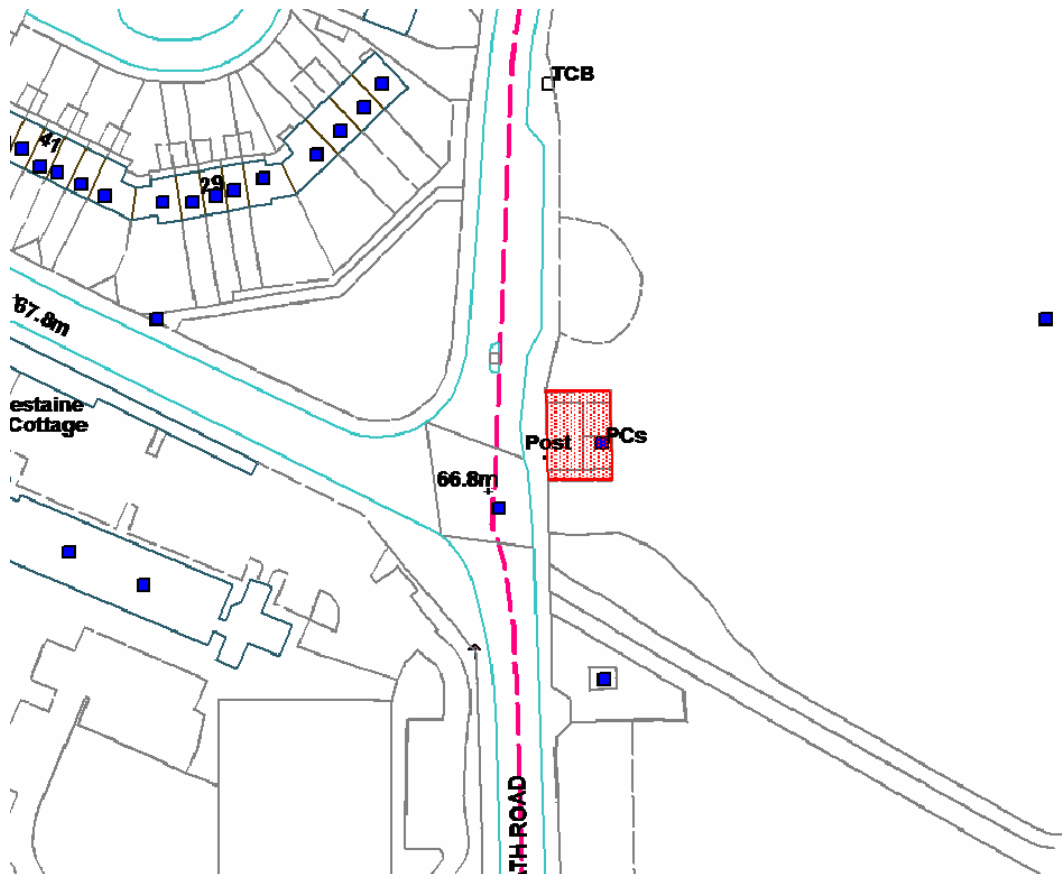 TCB
41
29
67.8m
estaine
Cottage
Post
PCs
66.8m
TH ROAD